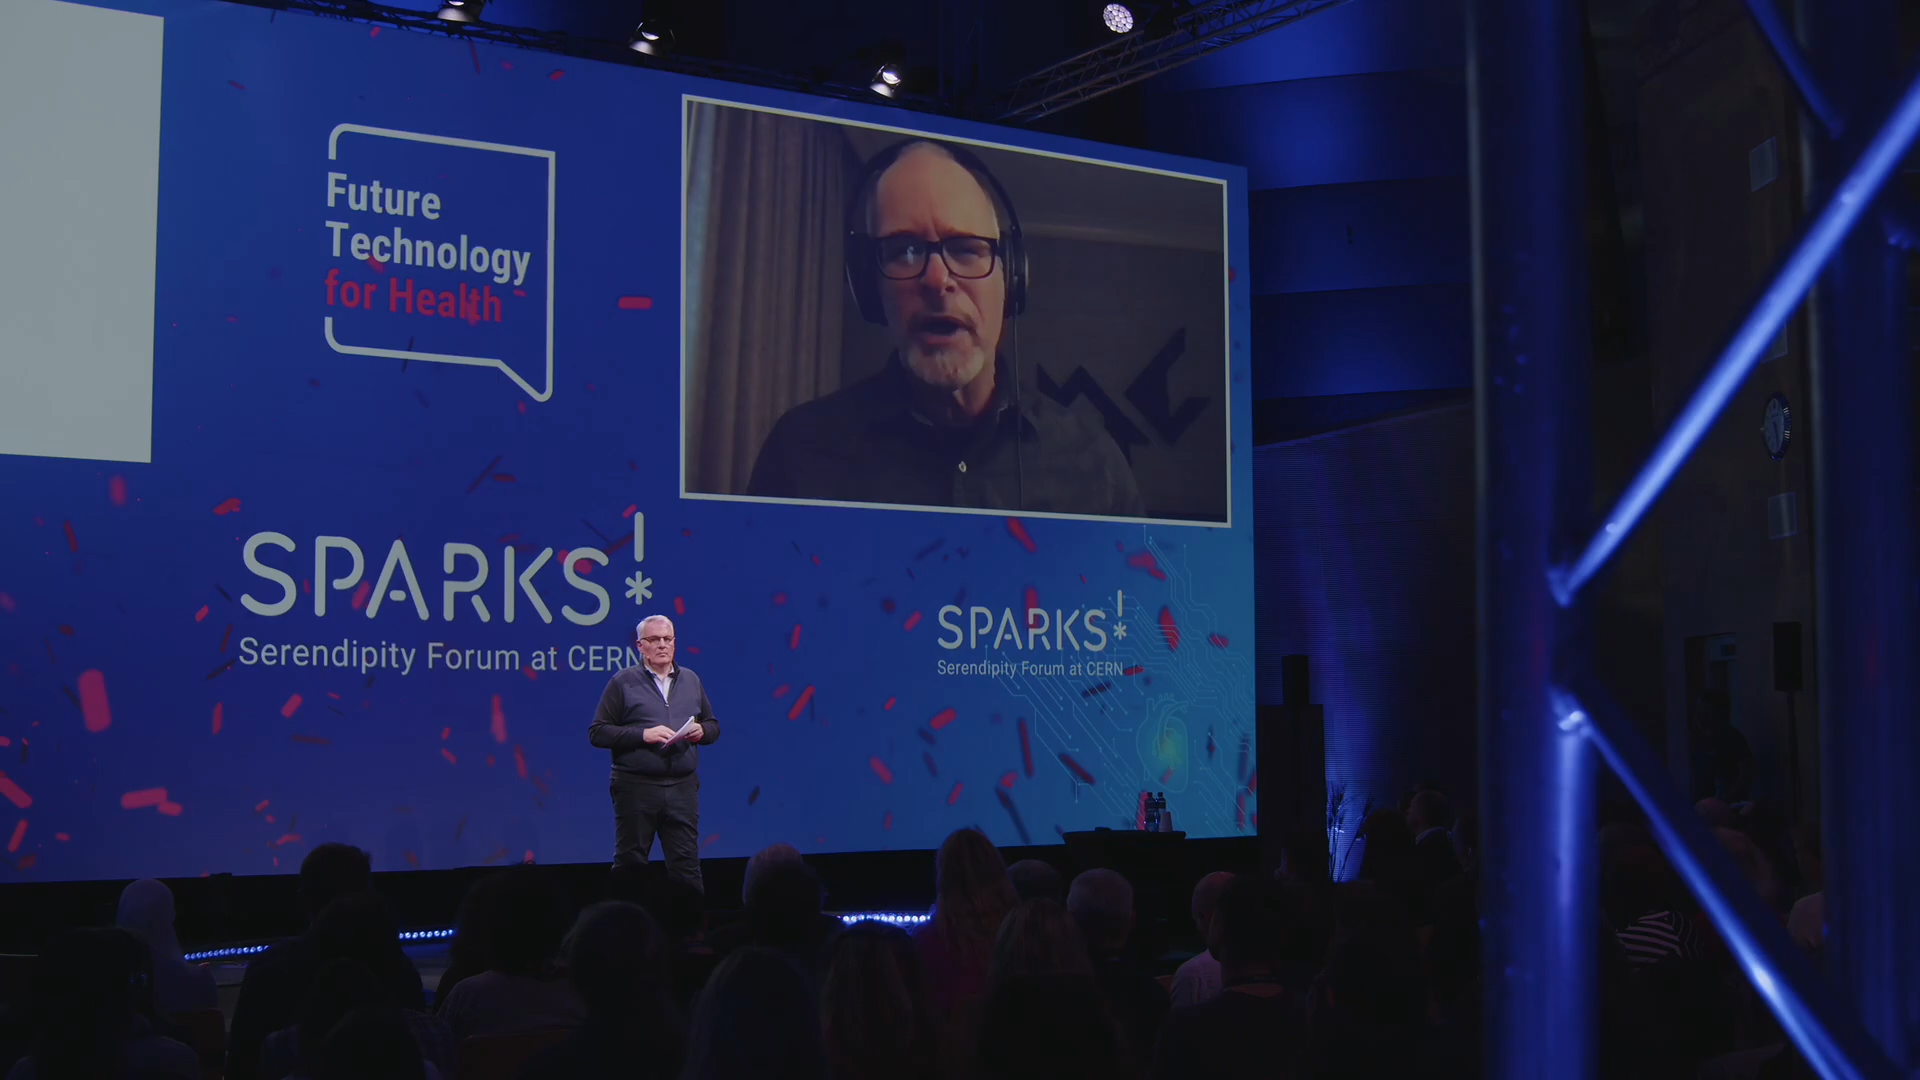 Future
Technology
for Health
SPARKS!
Serendipity Forum at CERN
SPARKS!
Serendipity Forum at CERN